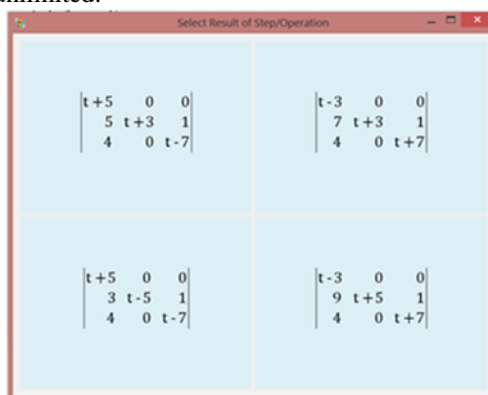 unlimited.
Select Result of Step/Operation
t+5 0 0
5 t+3 1
4 0 t-7
t-3 0 0
7 t+3 1
4 0 t+7
t+5 0 0
3 t-5 1
4 0 t-7
t-3 0 0
9 t+5 1
4 0 t+7